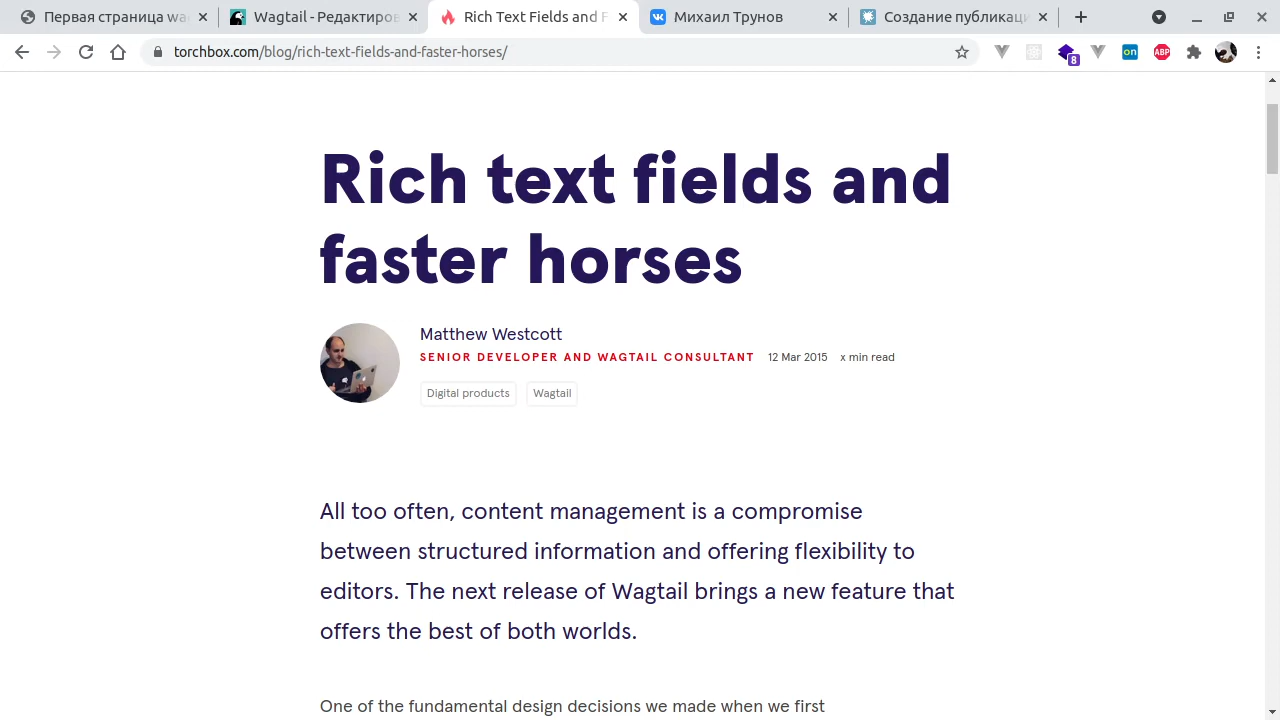 Первая страница wa
Wagtail - Редактиров
Rich Text Fields and F
Михаил Трунов
Создание публикаци
torchbox.com/blog/rich-text-fields-and-faster-horses/
8
on
ABP
Rich text fields and
faster horses
Matthew Westcott
SENIOR DEVELOPER AND WAGTAIL CONSULTANT 12 Mar 2015 x min read
Digital products Wagtail
All too often, content management is a compromise
between structured information and offering flexibility to
editors. The next release of Wagtail brings a new feature that
offers the best of both worlds.
One of the fundamental design decisions we made when we first